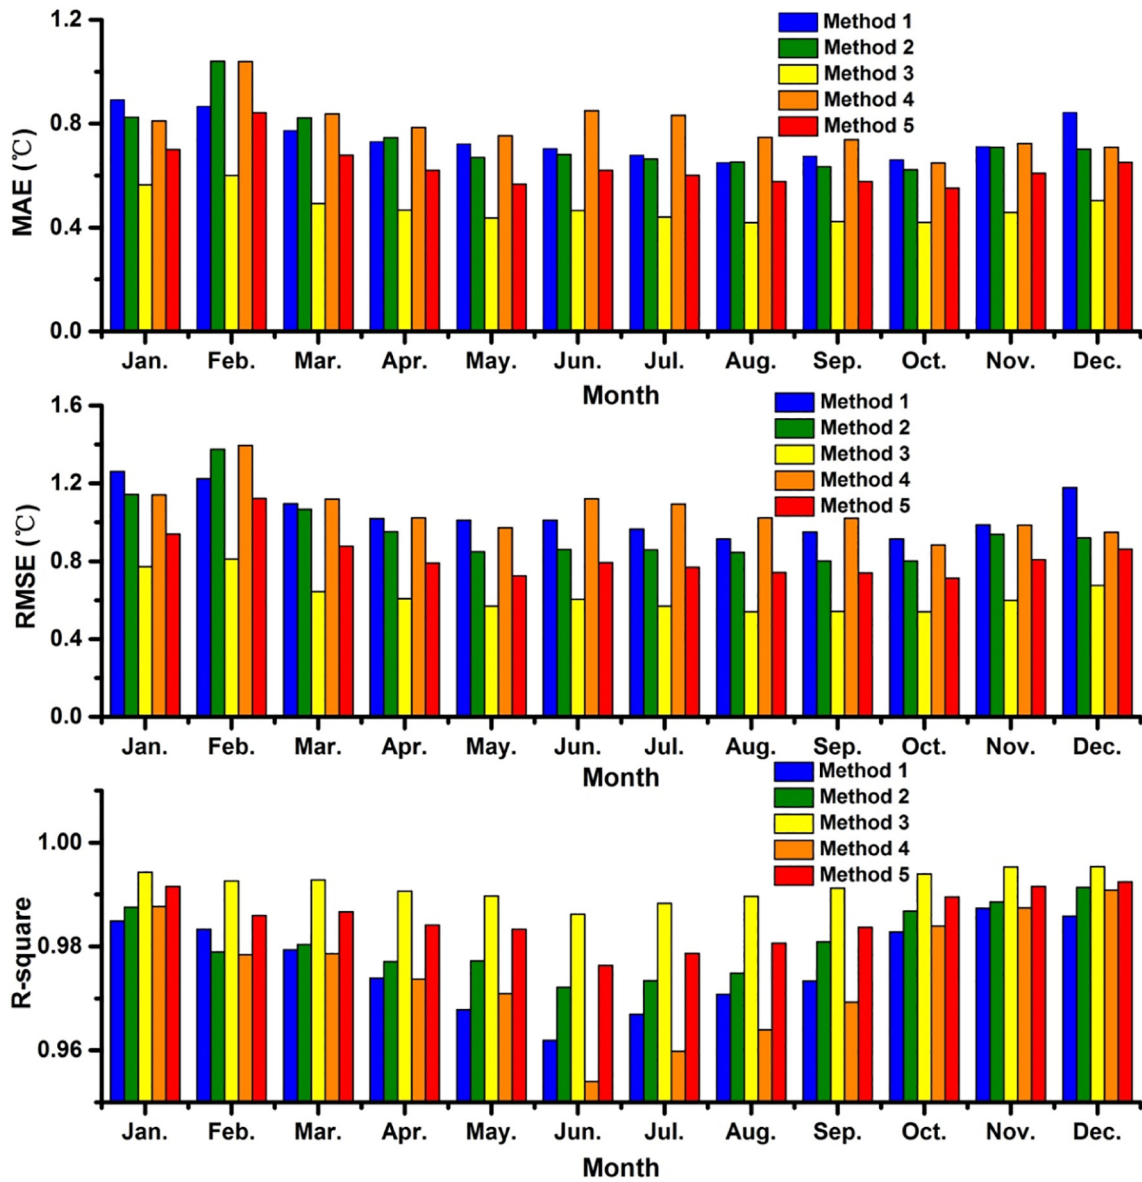 1.2
0.8
0.4
0.0
MAE (℃)
Method 1
Method 2
Method 3
Method 4
Method 5
Jan. Feb. Mar. Apr. May. Jun. Jul. Aug. Sep. Oct. Nov. Dec.
Month
1.6
1.2
0.8
0.4
0.0
RMSE (℃)
Method 1
Method 2
Method 3
Method 4
Method 5
Jan. Feb. Mar. Apr. May. Jun. Jul. Aug. Sep. Oct. Nov. Dec.
Month
1.00
0.98
0.96
R-square
Method 1
Method 2
Method 3
Method 4
Method 5
Jan. Feb. Mar. Apr. May. Jun. Jul. Aug. Sep. Oct. Nov. Dec.
Month